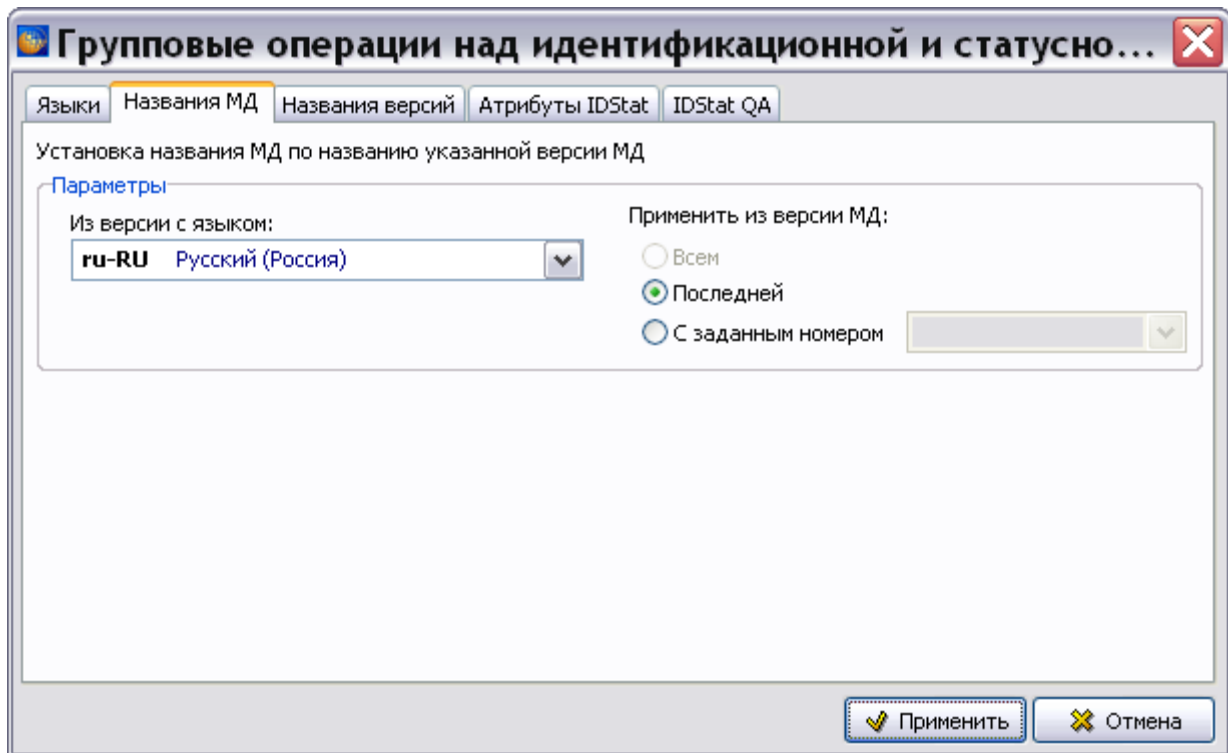 Групповые операции над идентификационной и статусно...
Языки Названия МД Названия версий Атрибуты IDStat IDStat QA
Установка названия МД по названию указанной версии МД
Параметры
Из версии с языком:
ru-RU Русский (Россия)
Применить из версии МД:
Всем
Последней
С заданным номером
Применить Отмена